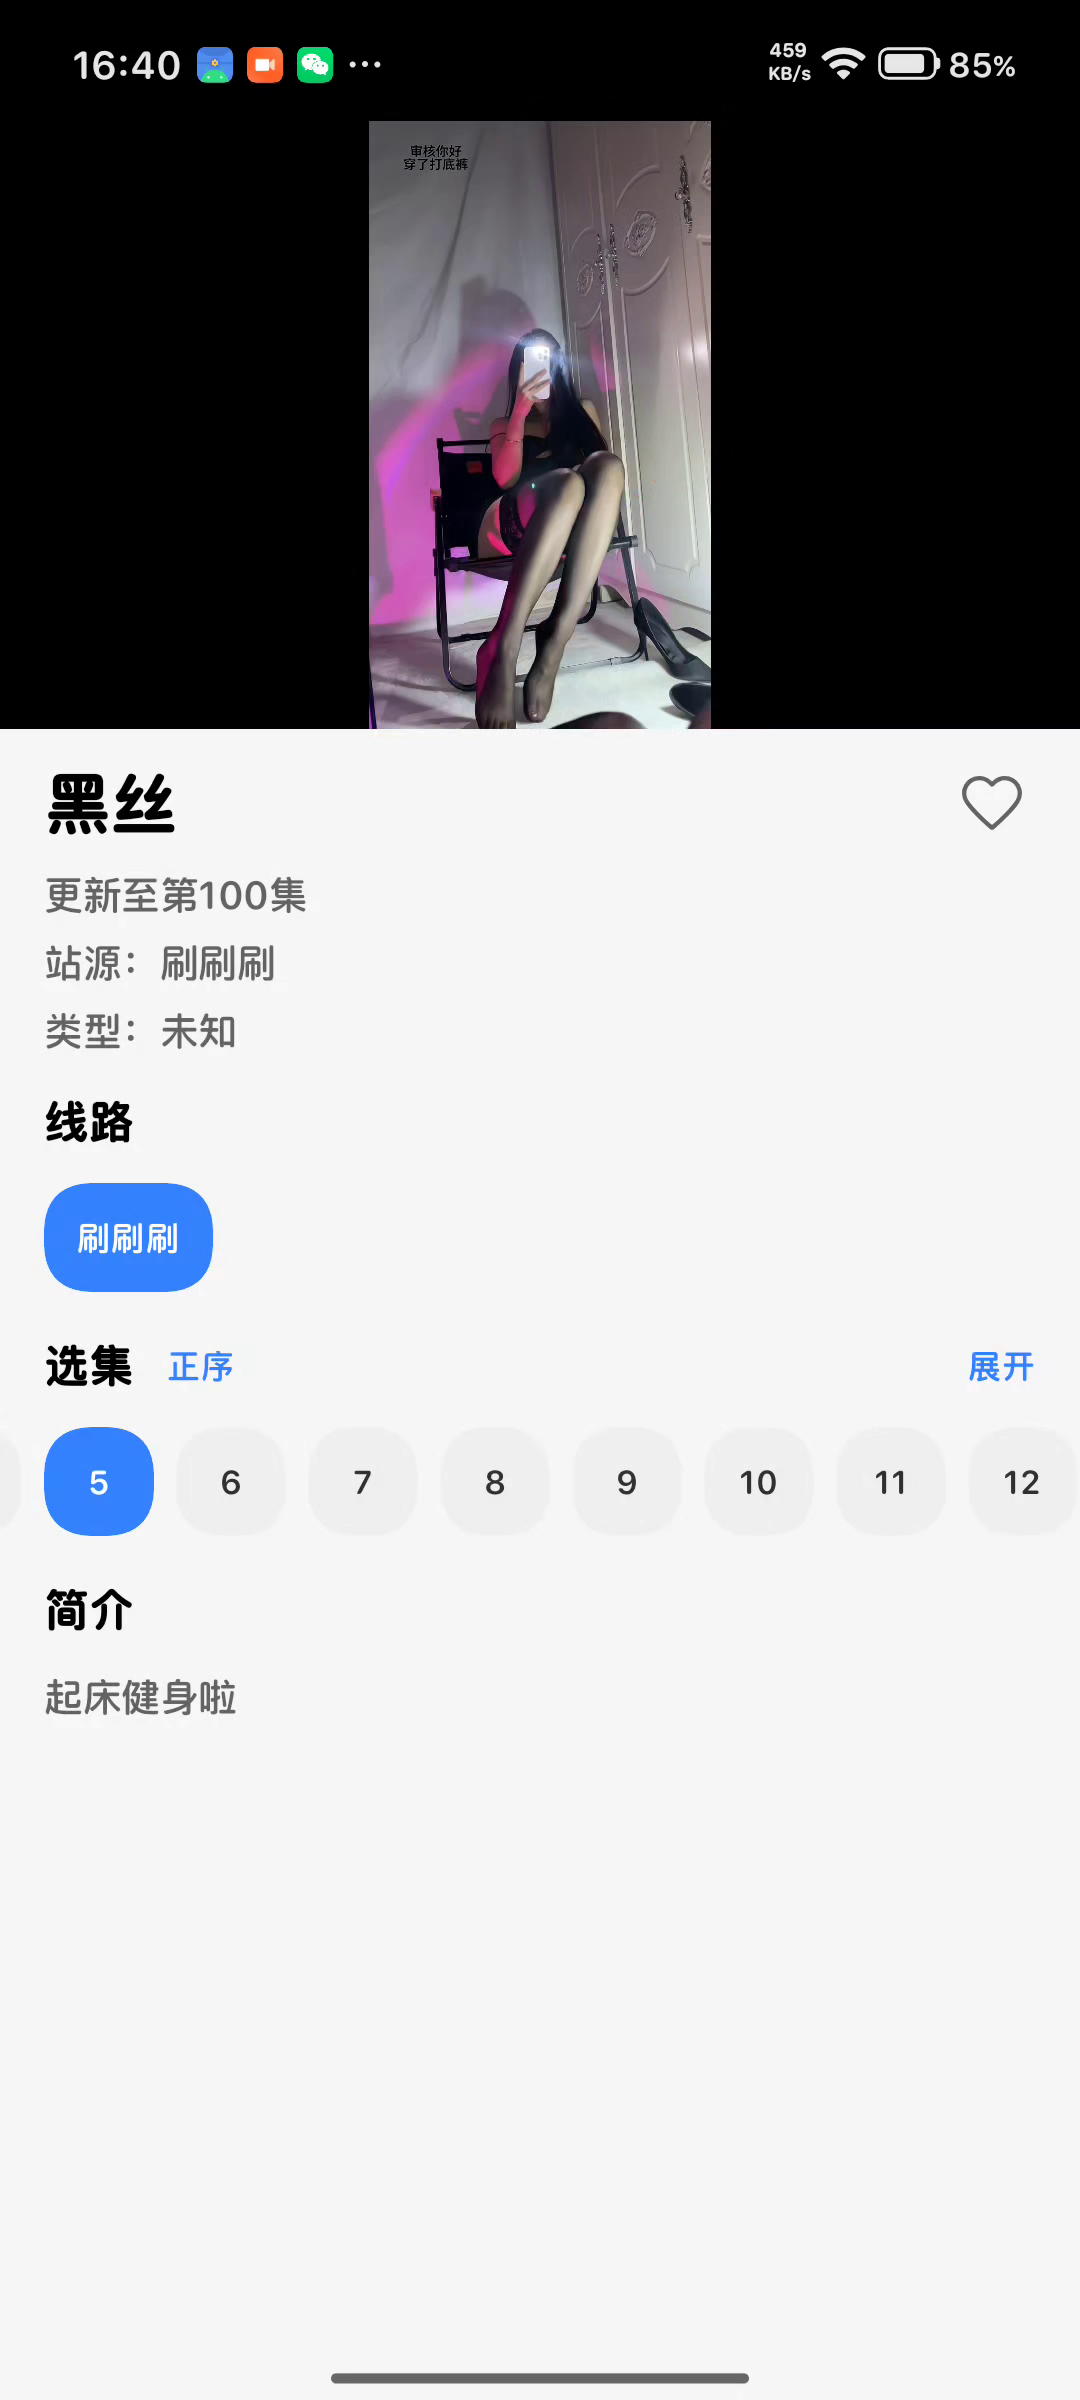 16:40 ··· 459 KB/s 85%
审核你好
穿了打底裤
黑丝
更新至第100集
站源：刷刷刷
类型：未知
线路
刷刷刷
选集 正序 展开
5 6 7 8 9 10 11 12
简介
起床健身啦